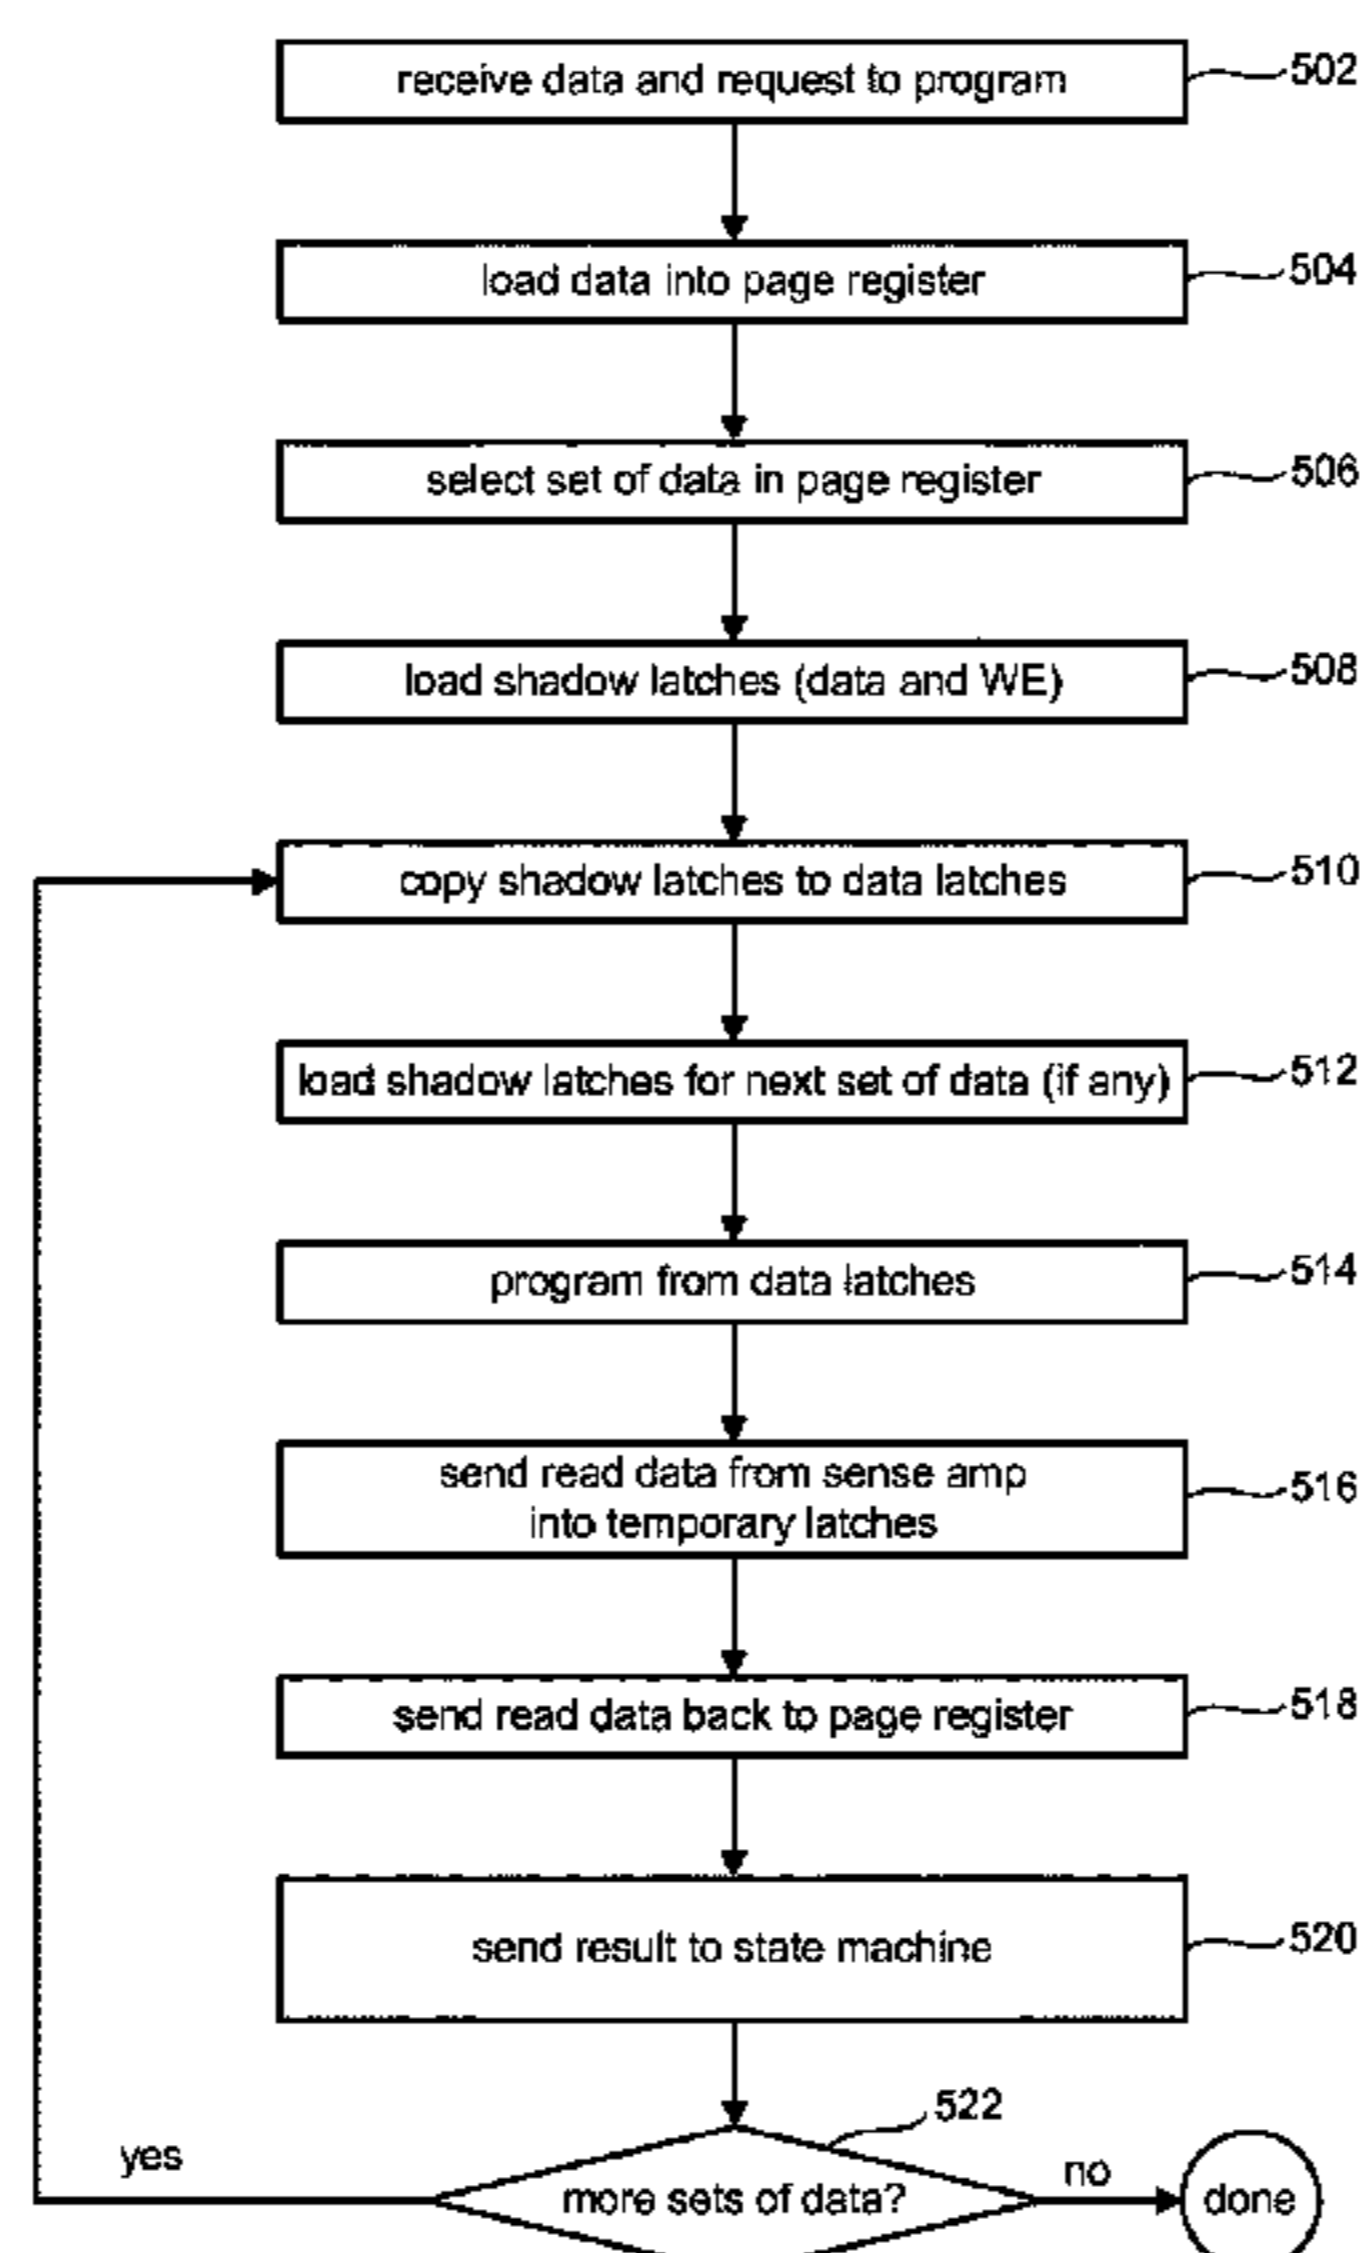 receive data and request to program
502
load data into page register
504
select set of data in page register
506
load shadow latches (data and WE)
508
copy shadow latches to data latches
510
load shadow latches for next set of data (if any)
512
program from data latches
514
send read data from sense amp
into temporary latches
516
send read data back to page register
518
send result to state machine
520
522
yes
more sets of data?
no
done